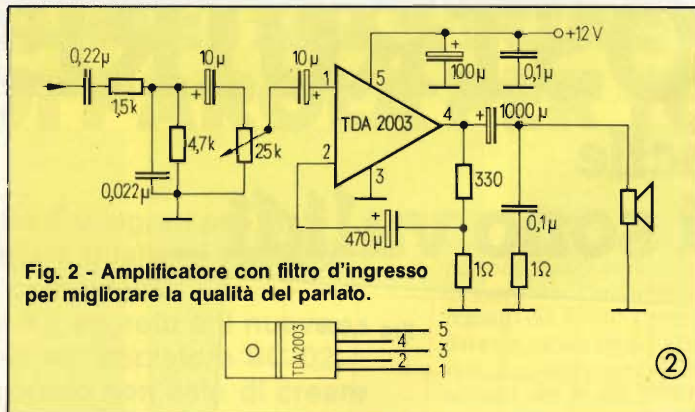 0,22µ
1,5k
0,022µ
4,7k
10µ
+
25k
10µ
+
1
2
TDA 2003
5
4
3
+
100µ
0,1µ
+12V
1000µ
+
330
+
470µ
1Ω
0,1µ
1Ω
Fig. 2 - Amplificatore con filtro d'ingresso
per migliorare la qualità del parlato.
TDA2003
5
4
3
2
1
2